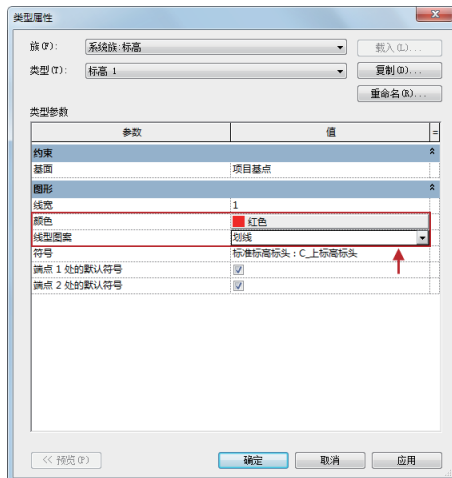 类型属性
族(F): 系统族:标高 载入(L)...
类型(T): 标高 1 复制(D)...
重命名(R)...
类型参数
参数 值 =
约束
基面 项目基点
图形
线宽 1
颜色 红色
线型图案 划线
符号 标准标高标头 : C_上标高标头
端点 1 处的默认符号
端点 2 处的默认符号
<< 预览(P) 确定 取消 应用